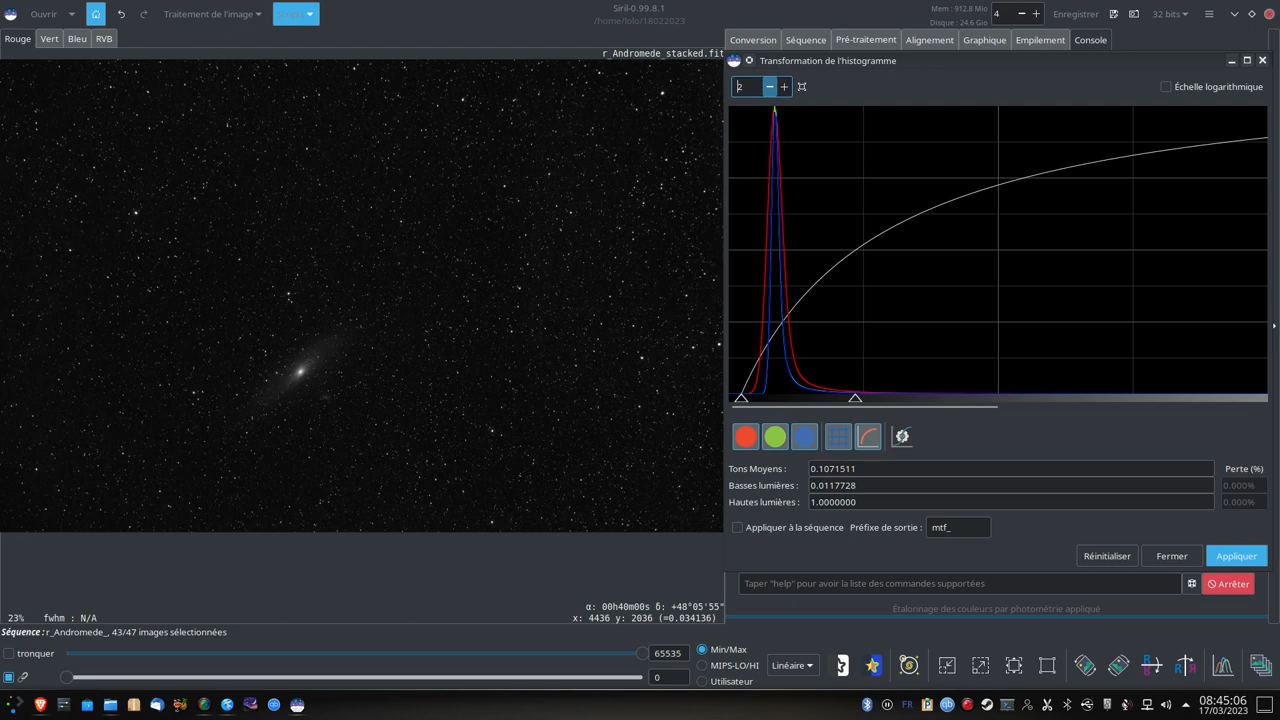 Ouvrir
Traitement de l'image
Scripts
Siril-0.99.8.1
/home/lolo/18022023
Mem : 912.8 Mio
Disque : 24.6 Gio
4
Enregistrer
32 bits
Rouge
Vert
Bleu
RVB
r_Andromede_stacked.fit
Conversion
Séquence
Pré-traitement
Alignement
Graphique
Empilement
Console
Transformation de l'histogramme
2
Échelle logarithmique
Tons Moyens :
0.1071511
Perte (%)
Basses lumières :
0.0117728
0.000%
Hautes lumières :
1.0000000
0.000%
Appliquer à la séquence
Préfixe de sortie :
mtf_
Réinitialiser
Fermer
Appliquer
Taper "help" pour avoir la liste des commandes supportées
Arrêter
Étalonnage des couleurs par photométrie appliqué
α: 00h40m00s δ: +48°05'55"
23%
fwhm : N/A
x: 4436 y: 2036 (=0.034136)
Séquence:r_Andromede_, 43/47 images sélectionnées
tronquer
65535
0
Min/Max
MIPS-LO/HI
Utilisateur
Linéaire
FR
08:45:06
17/03/2023